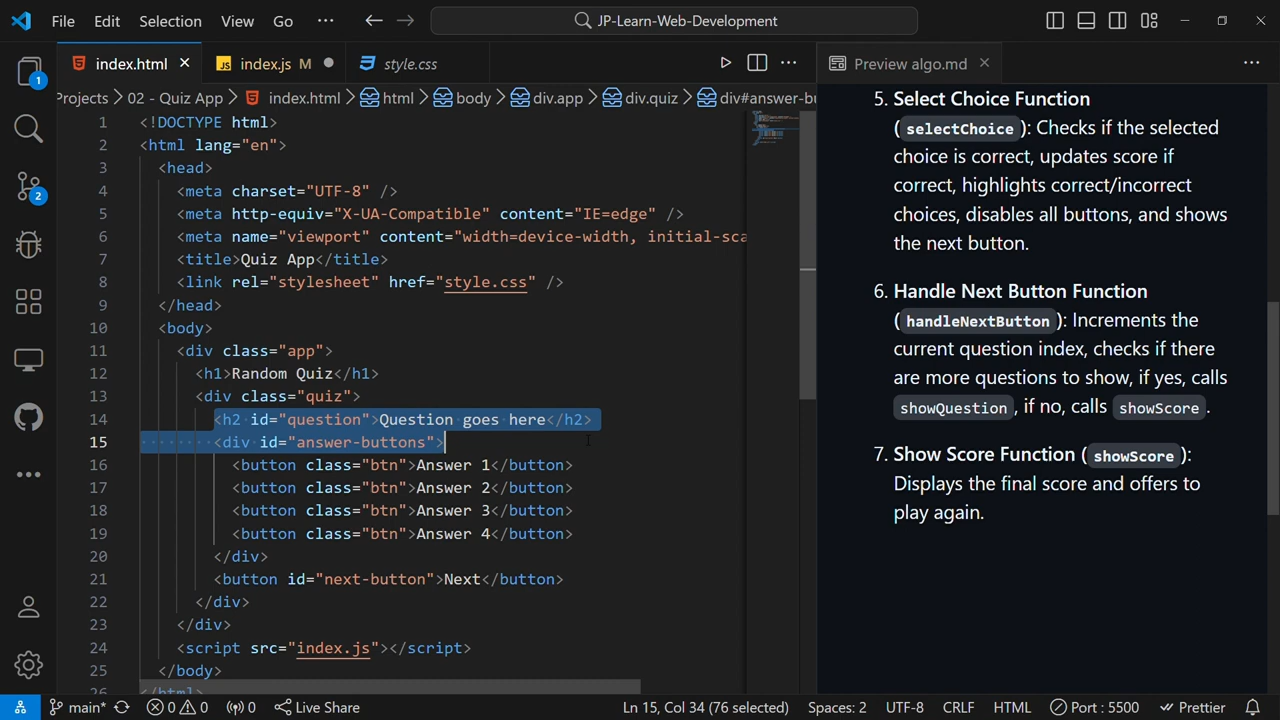 File Edit Selection View Go ··· JP-Learn-Web-Development
index.html index.js M style.css
Preview algo.md
Projects > 02 - Quiz App > index.html > html > body > div.app > div.quiz > div#answer-bu
1 <!DOCTYPE html>
2 <html lang="en">
3 <head>
4 <meta charset="UTF-8" />
5 <meta http-equiv="X-UA-Compatible" content="IE=edge" />
6 <meta name="viewport" content="width=device-width, initial-sca
7 <title>Quiz App</title>
8 <link rel="stylesheet" href="style.css" />
9 </head>
10 <body>
11 <div class="app">
12 <h1>Random Quiz</h1>
13 <div class="quiz">
14 <h2 id="question">Question goes here</h2>
15 <div id="answer-buttons">
16 <button class="btn">Answer 1</button>
17 <button class="btn">Answer 2</button>
18 <button class="btn">Answer 3</button>
19 <button class="btn">Answer 4</button>
20 </div>
21 <button id="next-button">Next</button>
22 </div>
23 </div>
24 <script src="index.js"></script>
25 </body>
26 </html>
5. Select Choice Function
(selectChoice): Checks if the selected
choice is correct, updates score if
correct, highlights correct/incorrect
choices, disables all buttons, and shows
the next button.
6. Handle Next Button Function
(handleNextButton): Increments the
current question index, checks if there
are more questions to show, if yes, calls
showQuestion, if no, calls showScore.
7. Show Score Function (showScore):
Displays the final score and offers to
play again.
1
2
main* 0 0 0 Live Share Ln 15, Col 34 (76 selected) Spaces: 2 UTF-8 CRLF HTML Port : 5500 Prettier